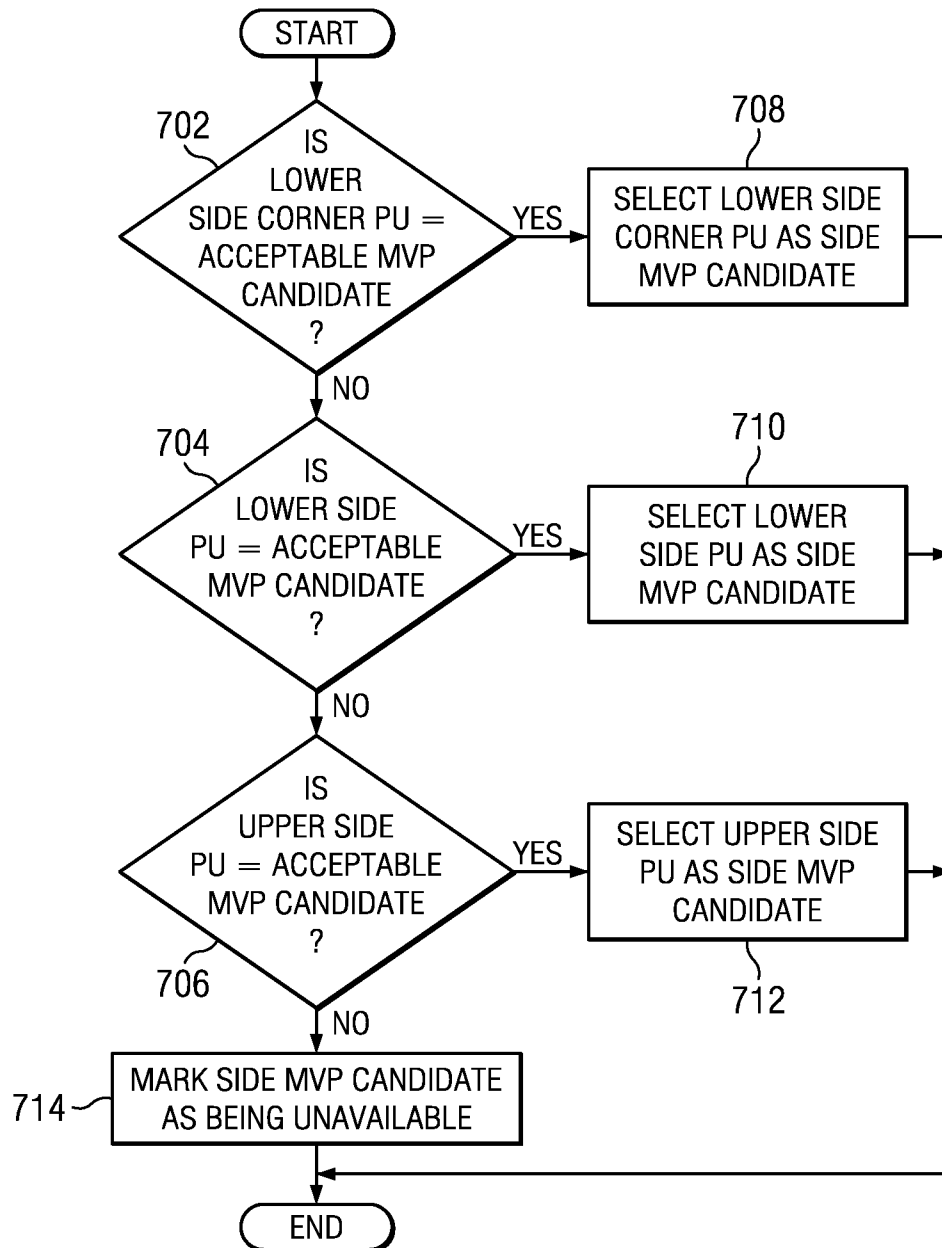 START
702
IS
LOWER
SIDE CORNER PU =
ACCEPTABLE MVP
CANDIDATE
?
YES
708
SELECT LOWER SIDE
CORNER PU AS SIDE
MVP CANDIDATE
NO
704
IS
LOWER SIDE
PU = ACCEPTABLE
MVP CANDIDATE
?
YES
710
SELECT LOWER
SIDE PU AS SIDE
MVP CANDIDATE
NO
IS
UPPER SIDE
PU = ACCEPTABLE
MVP CANDIDATE
?
706
YES
SELECT UPPER SIDE
PU AS SIDE MVP
CANDIDATE
712
NO
714
MARK SIDE MVP CANDIDATE
AS BEING UNAVAILABLE
END